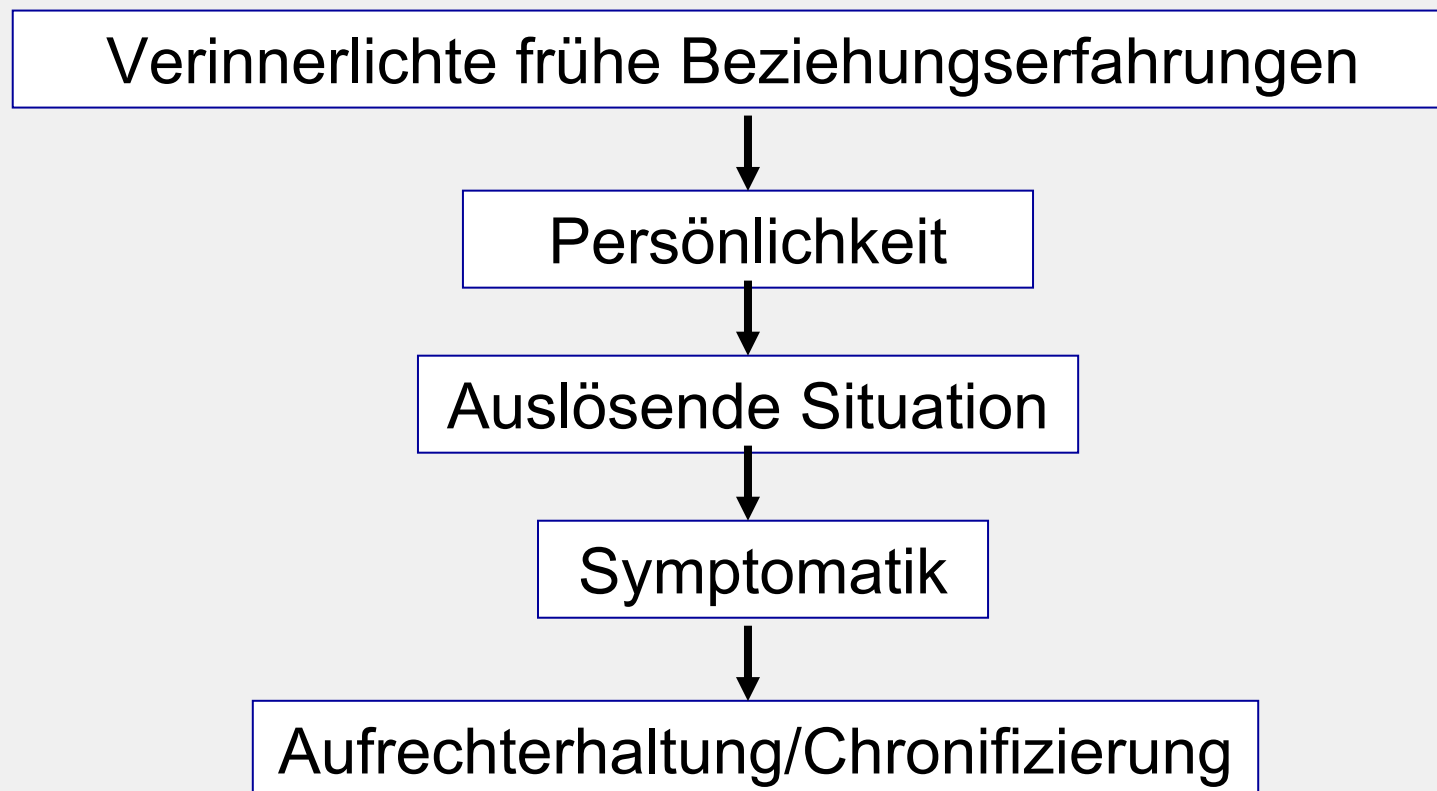 Verinnerlichte frühe Beziehungserfahrungen
Persönlichkeit
Auslösende Situation
Symptomatik
Aufrechterhaltung/Chronifizierung